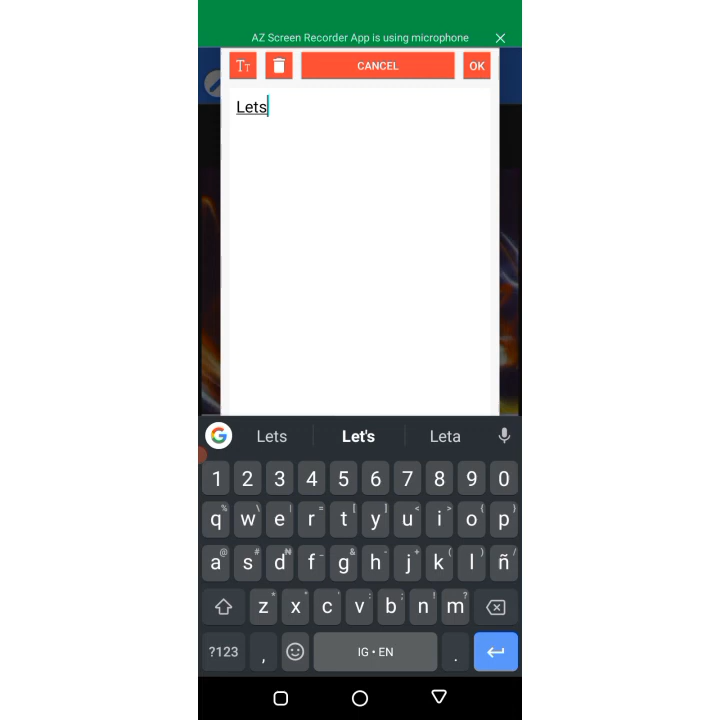 AZ Screen Recorder App is using microphone
TT CANCEL OK
Lets
Lets Let's Leta
1 2 3 4 5 6 7 8 9 0
q % w \ e | r = t [ y ] u < i > o { p }
a @ s # d ₦ f _ g & h - j + k ( l ) ñ /
z * x " c ' v : b ; n ! m ?
?123 , IG • EN .